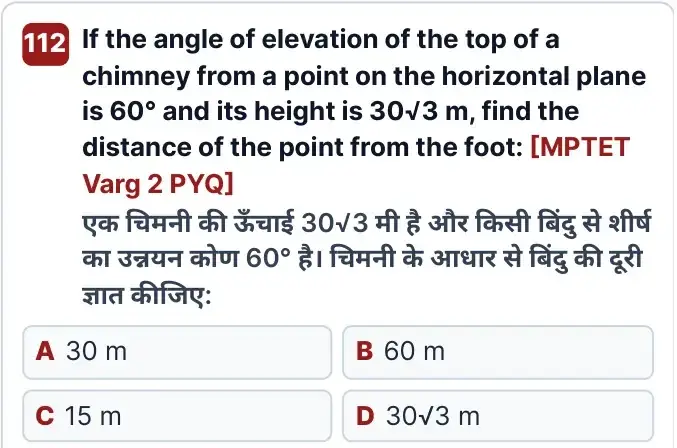 112 If the angle of elevation of the top of a
chimney from a point on the horizontal plane
is 60° and its height is 30√3 m, find the
distance of the point from the foot: [MPTET
Varg 2 PYQ]
एक चिमनी की ऊँचाई 30√3 मी है और किसी बिंदु से शीर्ष
का उन्नयन कोण 60° है। चिमनी के आधार से बिंदु की दूरी
ज्ञात कीजिए:
A 30 m
B 60 m
C 15 m
D 30√3 m